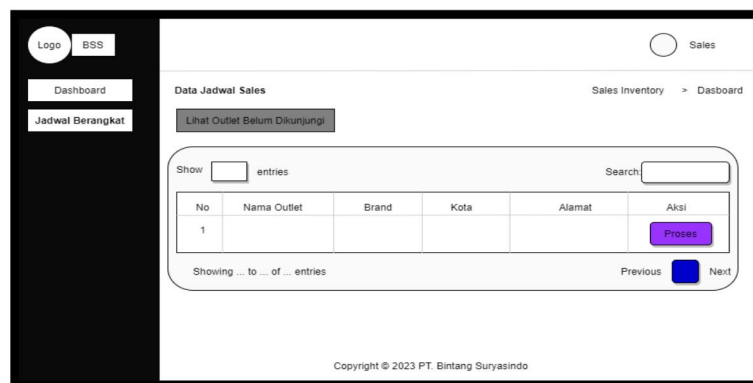 Logo BSS Sales
Dashboard
Jadwal Berangkat
Data Jadwal Sales Sales Inventory > Dasboard
Lihat Outlet Belum Dikunjungi
Show entries Search:
No Nama Outlet Brand Kota Alamat Aksi
1 Proses
Showing ... to ... of ... entries Previous Next
Copyright © 2023 PT. Bintang Suryasindo